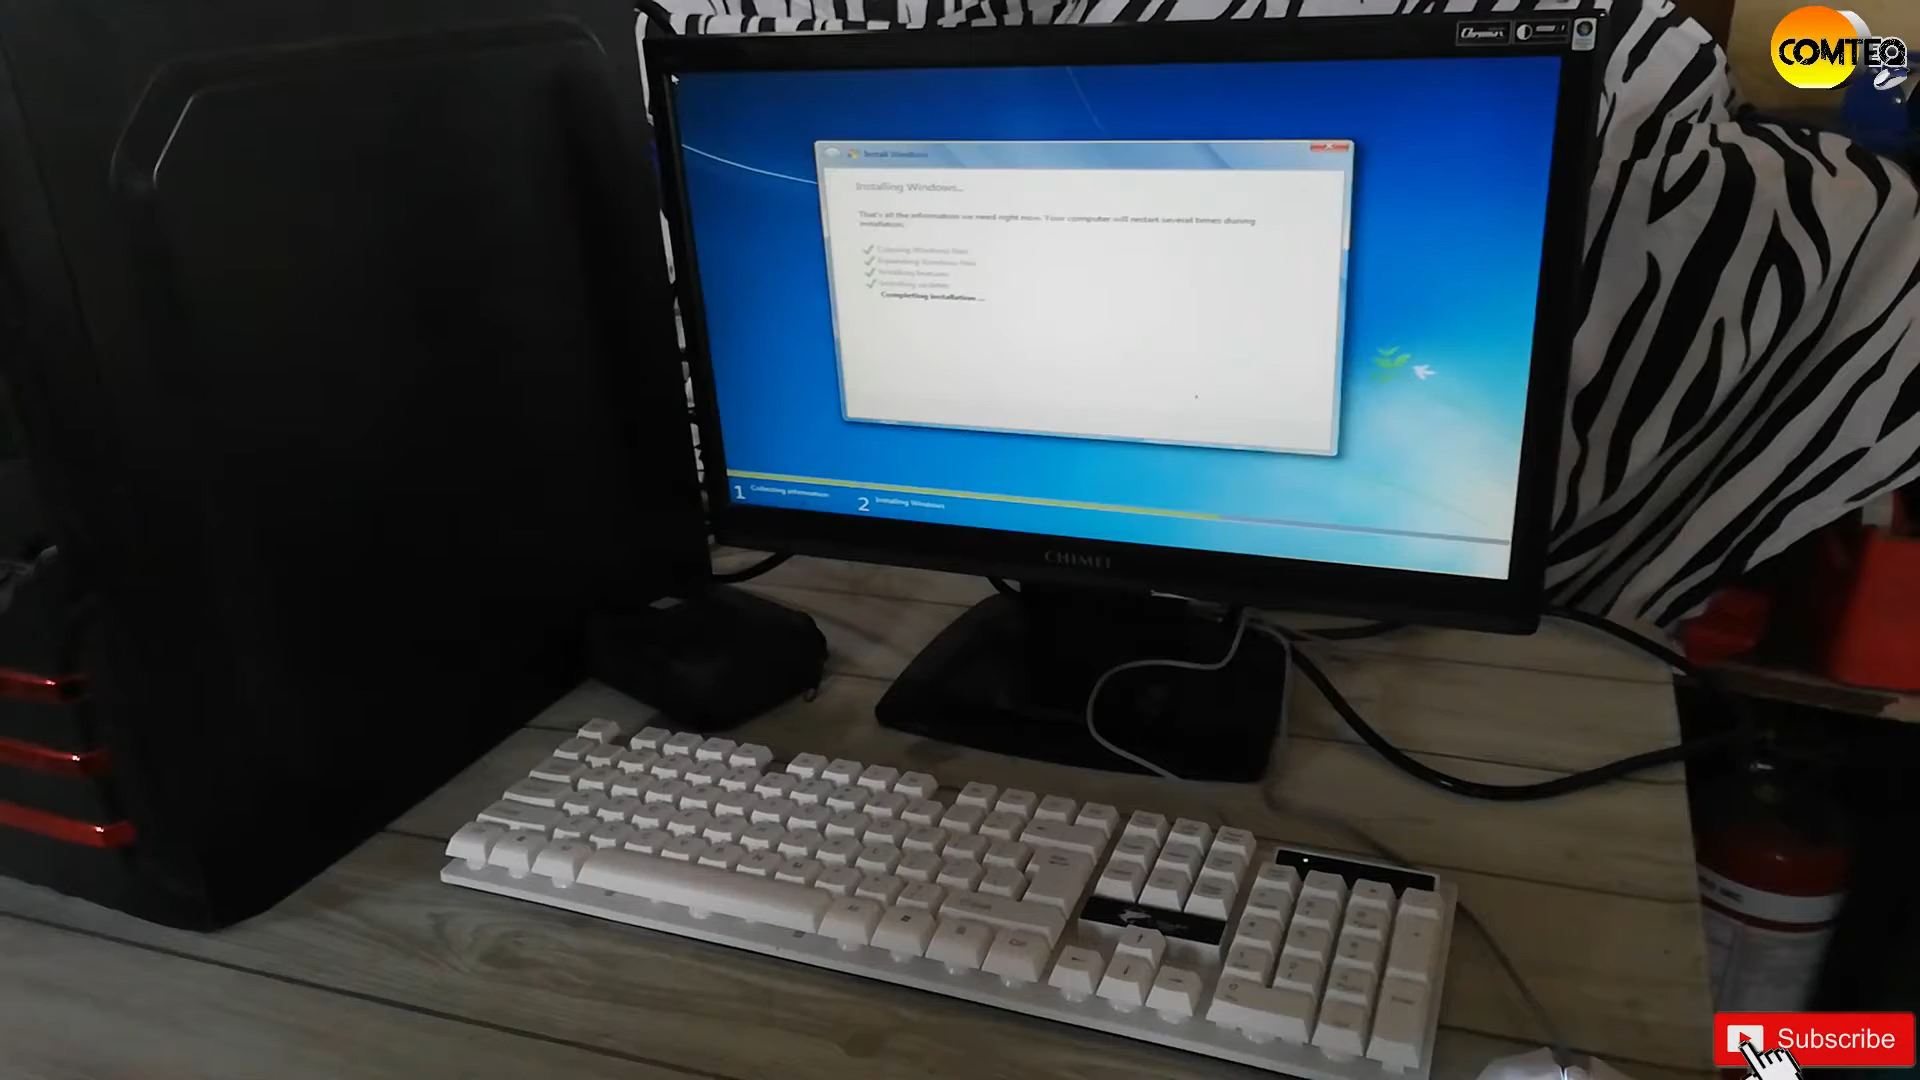 COMTEQ
Install Windows
Installing Windows...
That's all the information we need right now. Your computer will restart several times during
installation.
Copying Windows files
Expanding Windows files
Installing features
Installing updates
Completing installation ...
1 Collecting information
2 Installing Windows
CHIMEI
Subscribe